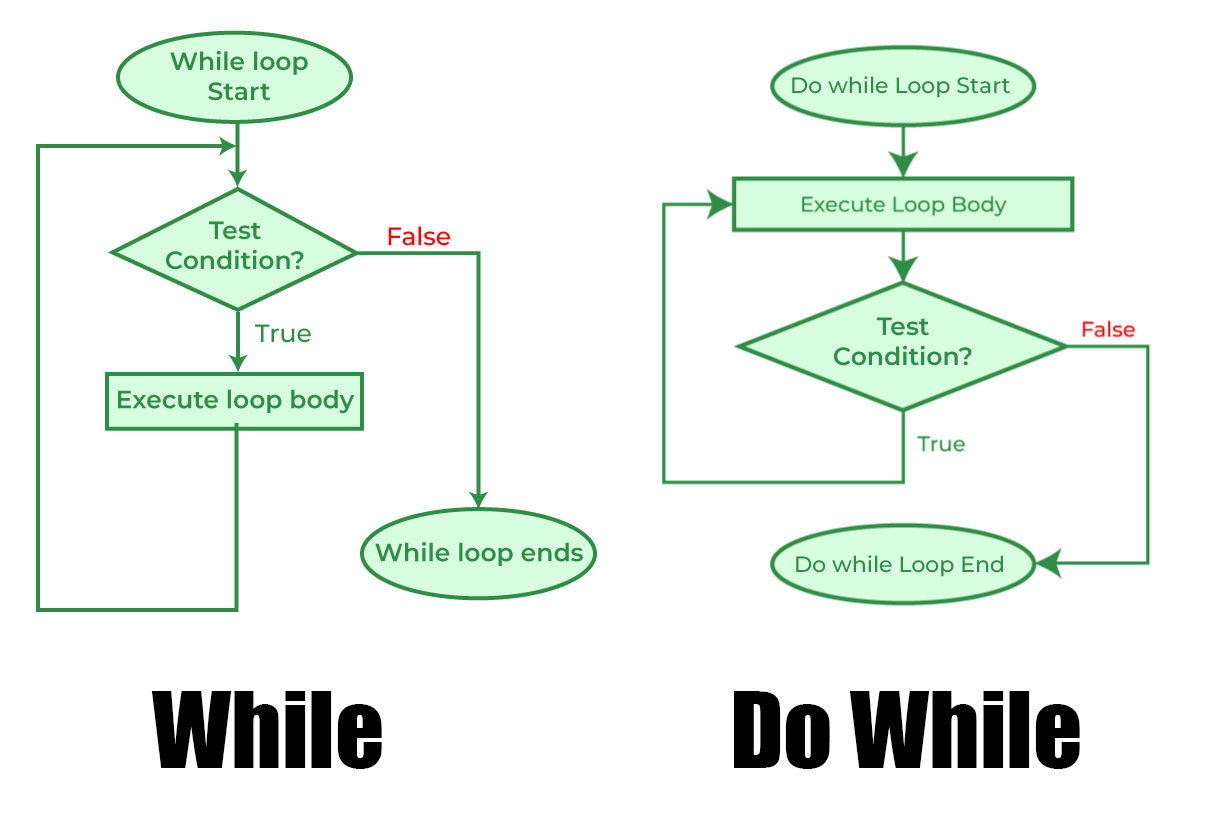 While loop
Start
Test
Condition?
False
True
Execute loop body
While loop ends
While
Do while Loop Start
Execute Loop Body
Test
Condition?
False
True
Do while Loop End
Do While